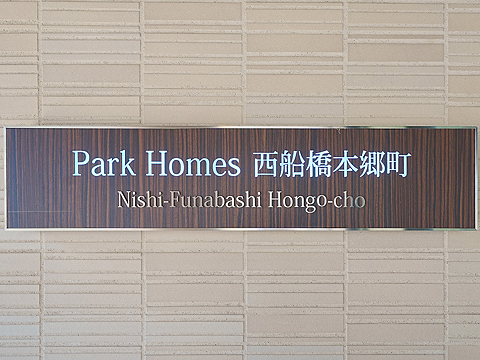 Park Homes 西船橋本郷町
Nishi-Funabashi Hongo-cho